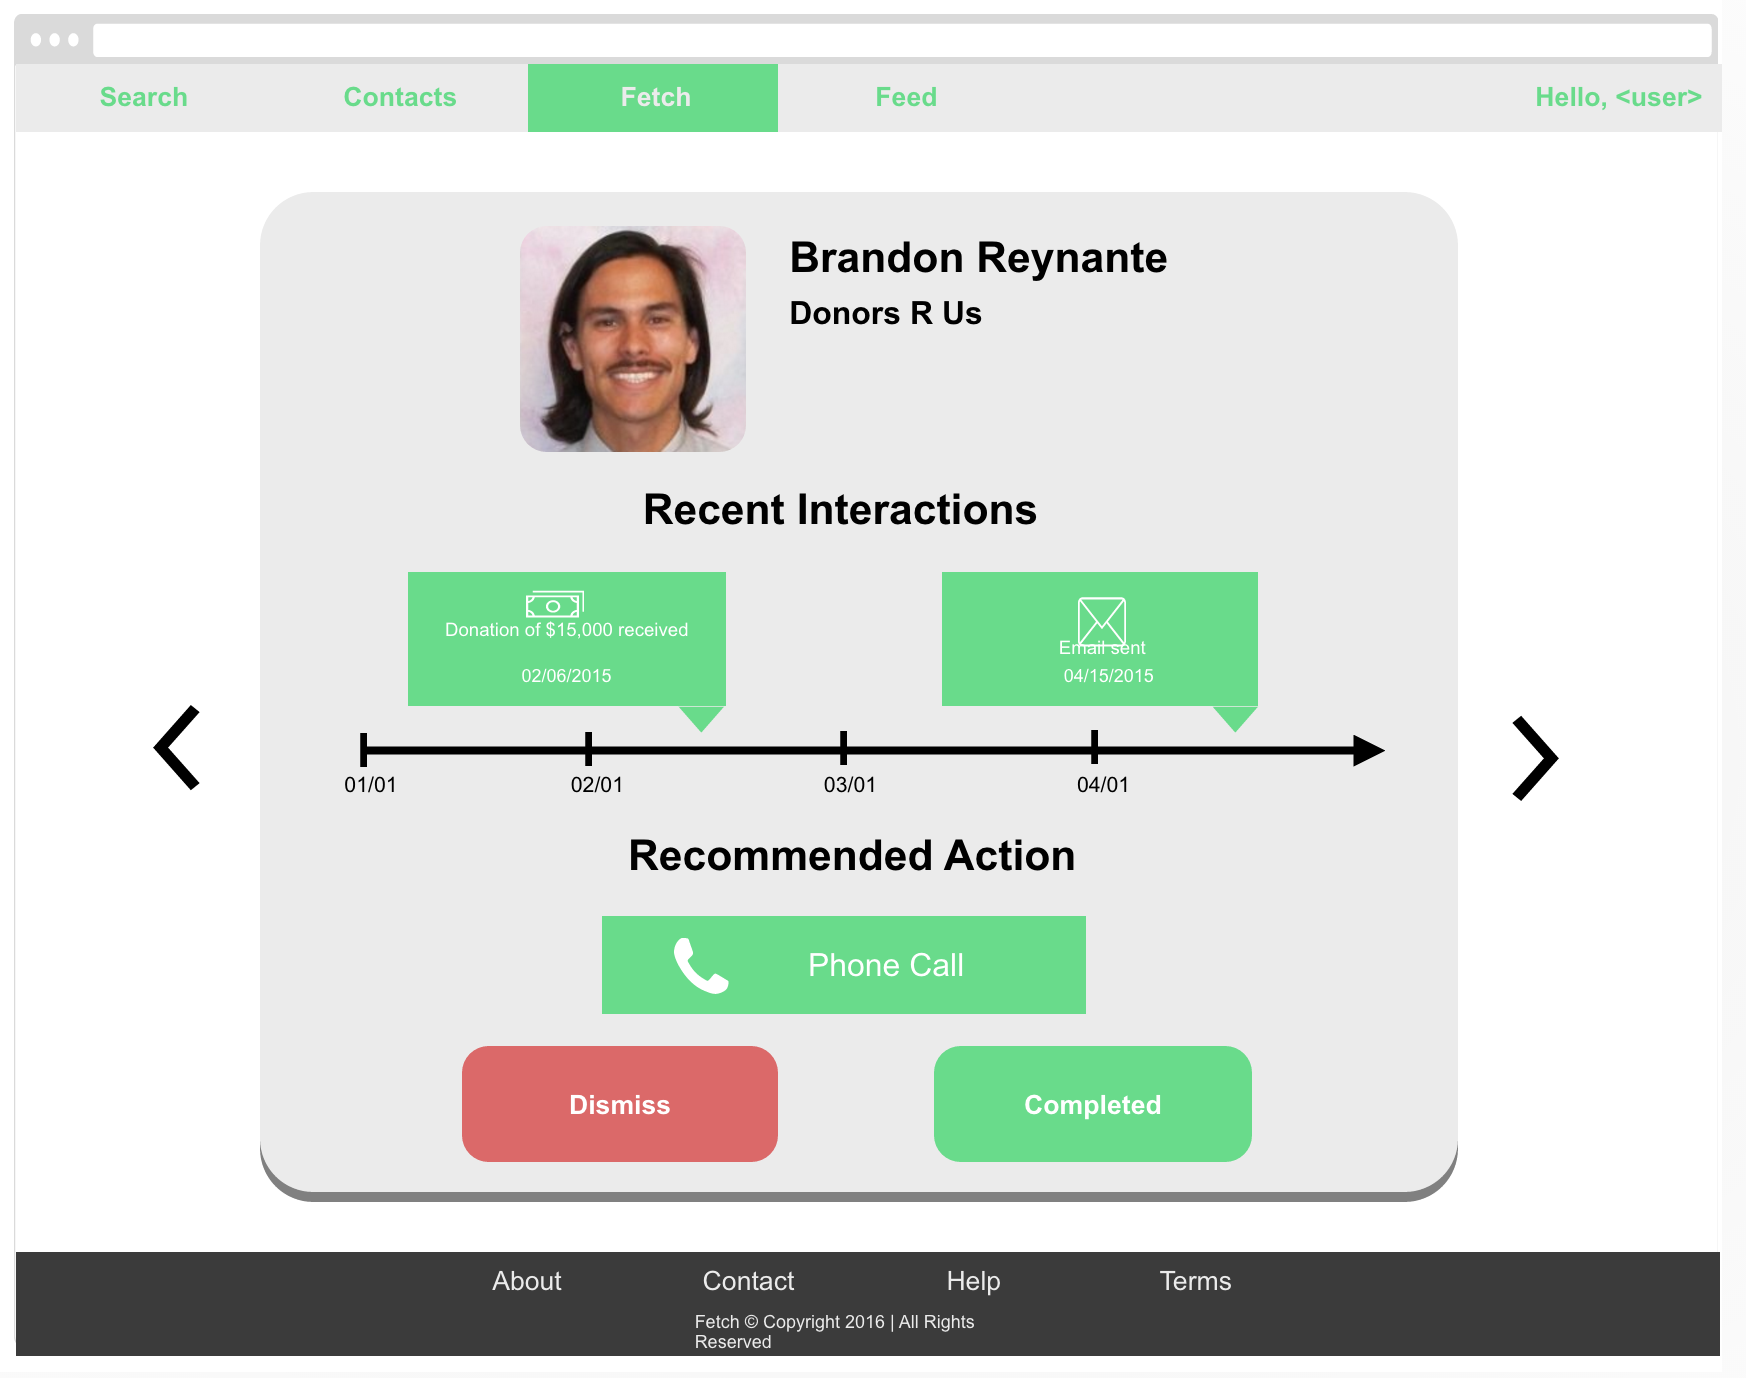 Search Contacts Fetch Feed Hello, <user>
Brandon Reynante
Donors R Us
Recent Interactions
Donation of $15,000 received
02/06/2015
Email sent
04/15/2015
01/01 02/01 03/01 04/01
Recommended Action
Phone Call
Dismiss Completed
About Contact Help Terms
Fetch © Copyright 2016 | All Rights
Reserved